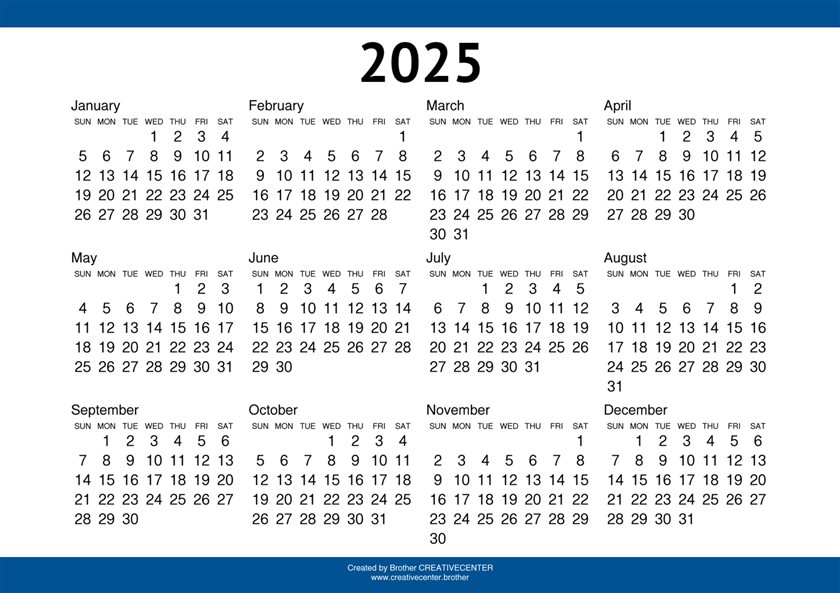 2025
January
SUN MON TUE WED THU FRI SAT
1 2 3 4
5 6 7 8 9 10 11
12 13 14 15 16 17 18
19 20 21 22 23 24 25
26 27 28 29 30 31
February
SUN MON TUE WED THU FRI SAT
1
2 3 4 5 6 7 8
9 10 11 12 13 14 15
16 17 18 19 20 21 22
23 24 25 26 27 28
March
SUN MON TUE WED THU FRI SAT
1
2 3 4 5 6 7 8
9 10 11 12 13 14 15
16 17 18 19 20 21 22
23 24 25 26 27 28 29
30 31
April
SUN MON TUE WED THU FRI SAT
1 2 3 4 5
6 7 8 9 10 11 12
13 14 15 16 17 18 19
20 21 22 23 24 25 26
27 28 29 30
May
SUN MON TUE WED THU FRI SAT
1 2 3
4 5 6 7 8 9 10
11 12 13 14 15 16 17
18 19 20 21 22 23 24
25 26 27 28 29 30 31
June
SUN MON TUE WED THU FRI SAT
1 2 3 4 5 6 7
8 9 10 11 12 13 14
15 16 17 18 19 20 21
22 23 24 25 26 27 28
29 30
July
SUN MON TUE WED THU FRI SAT
1 2 3 4 5
6 7 8 9 10 11 12
13 14 15 16 17 18 19
20 21 22 23 24 25 26
27 28 29 30 31
August
SUN MON TUE WED THU FRI SAT
1 2
3 4 5 6 7 8 9
10 11 12 13 14 15 16
17 18 19 20 21 22 23
24 25 26 27 28 29 30
31
September
SUN MON TUE WED THU FRI SAT
1 2 3 4 5 6
7 8 9 10 11 12 13
14 15 16 17 18 19 20
21 22 23 24 25 26 27
28 29 30
October
SUN MON TUE WED THU FRI SAT
1 2 3 4
5 6 7 8 9 10 11
12 13 14 15 16 17 18
19 20 21 22 23 24 25
26 27 28 29 30 31
November
SUN MON TUE WED THU FRI SAT
1
2 3 4 5 6 7 8
9 10 11 12 13 14 15
16 17 18 19 20 21 22
23 24 25 26 27 28 29
30
December
SUN MON TUE WED THU FRI SAT
1 2 3 4 5 6
7 8 9 10 11 12 13
14 15 16 17 18 19 20
21 22 23 24 25 26 27
28 29 30 31
Created by Brother CREATIVECENTER
www.creativecenter.brother